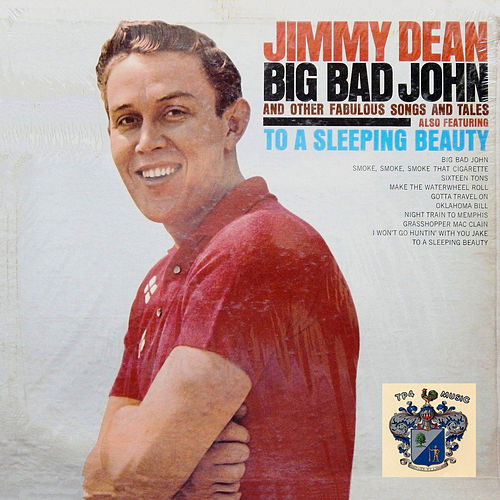 JIMMY DEAN
BIG BAD JOHN
AND OTHER FABULOUS SONGS AND TALES
ALSO FEATURING
TO A SLEEPING BEAUTY
BIG BAD JOHN
SMOKE, SMOKE, SMOKE THAT CIGARETTE
SIXTEEN TONS
MAKE THE WATERWHEEL ROLL
GOTTA TRAVEL ON
OKLAHOMA BILL
NIGHT TRAIN TO MEMPHIS
GRASSHOPPER MAC CLAIN
I WON'T GO HUNTIN' WITH YOU JAKE
TO A SLEEPING BEAUTY
TP4 MUSIC